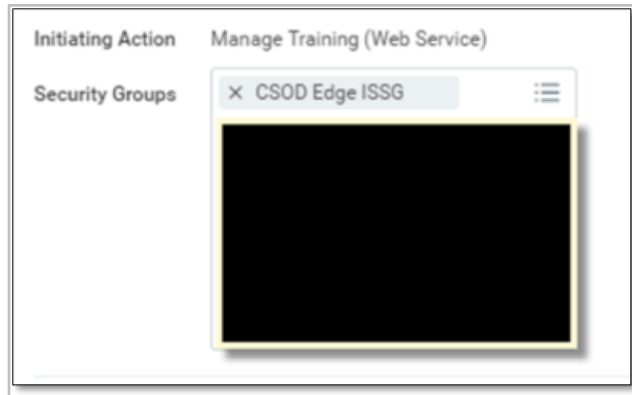 Initiating Action Manage Training (Web Service)
Security Groups × CSOD Edge ISSG